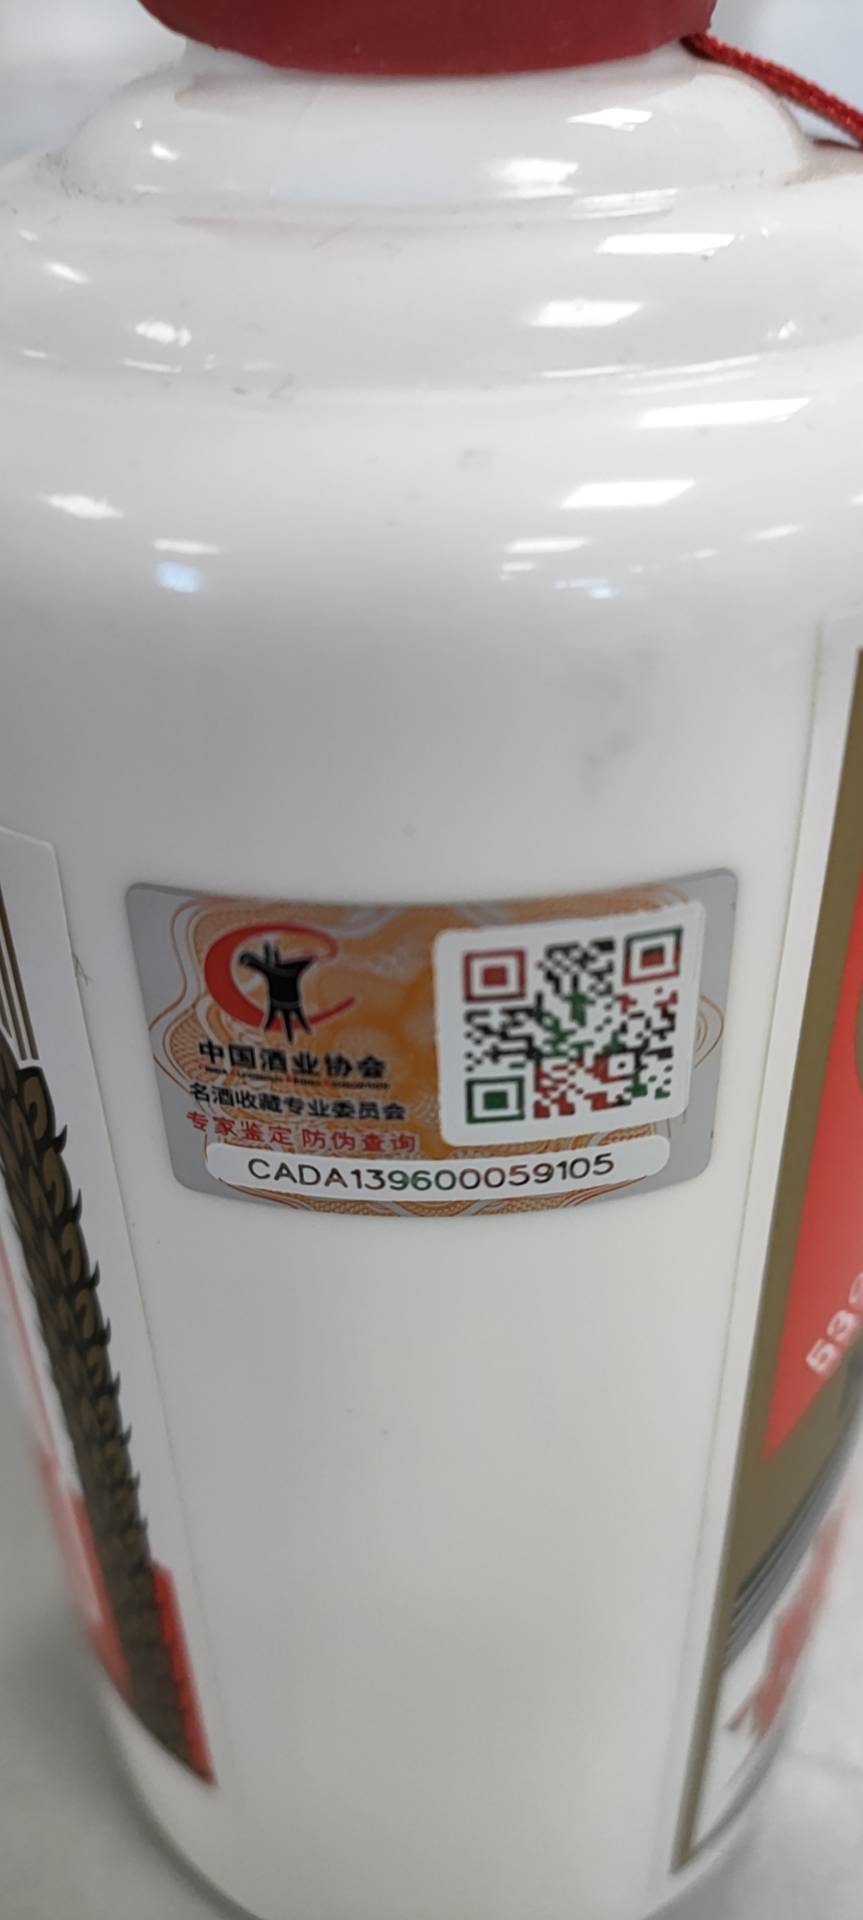 中国酒业协会
名酒收藏专业委员会
专家鉴定 防伪查询
CADA139600059105